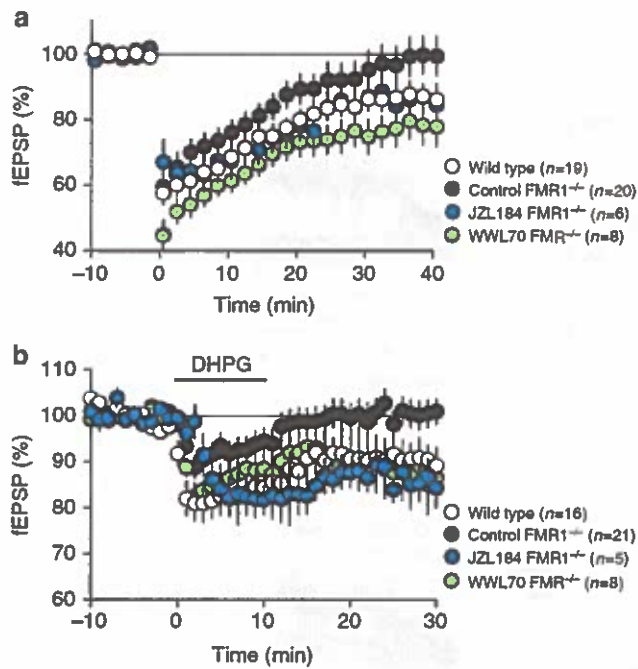 a
fEPSP (%)
100
80
60
40
–10 0 10 20 30 40
Time (min)
Wild type (n=19)
Control FMR1–/– (n=20)
JZL184 FMR1–/– (n=6)
WWL70 FMR–/– (n=8)
b
DHPG
fEPSP (%)
110
100
90
80
70
60
–10 0 10 20 30
Time (min)
Wild type (n=16)
Control FMR1–/– (n=21)
JZL184 FMR1–/– (n=5)
WWL70 FMR–/– (n=8)